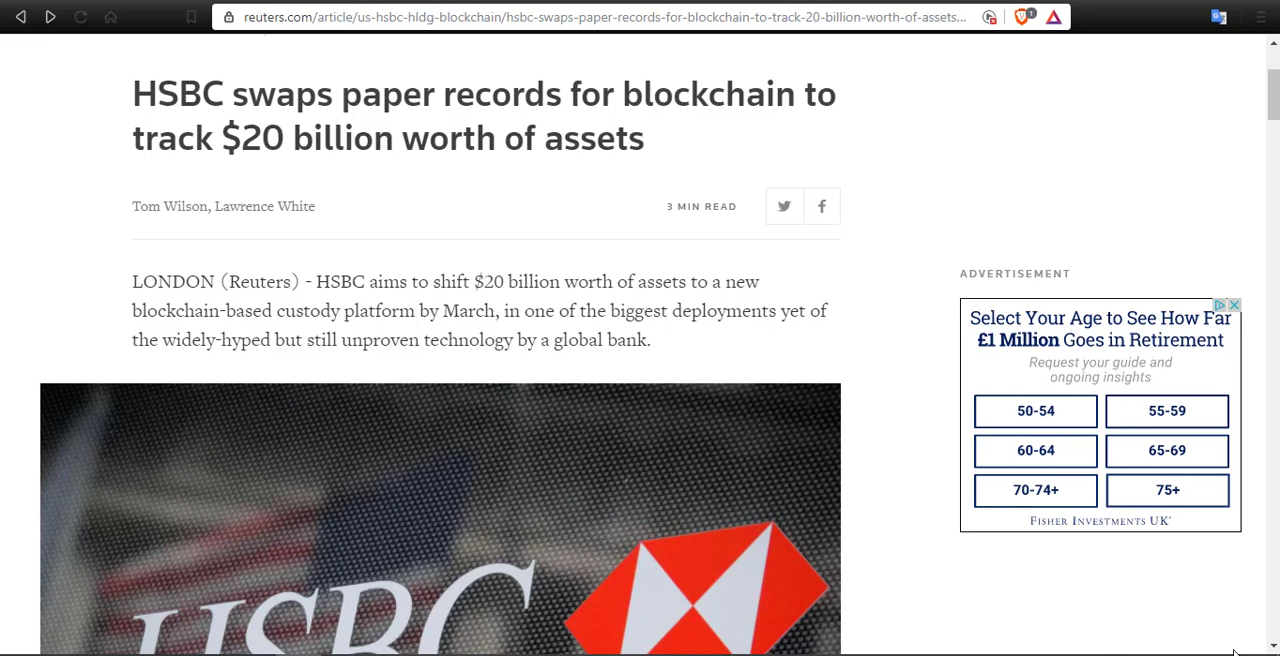 reuters.com/article/us-hsbc-hldg-blockchain/hsbc-swaps-paper-records-for-blockchain-to-track-20-billion-worth-of-assets...
1
HSBC swaps paper records for blockchain to
track $20 billion worth of assets
Tom Wilson, Lawrence White
3 MIN READ
LONDON (Reuters) - HSBC aims to shift $20 billion worth of assets to a new
blockchain-based custody platform by March, in one of the biggest deployments yet of
the widely-hyped but still unproven technology by a global bank.
HSBC
ADVERTISEMENT
Select Your Age to See How Far
£1 Million Goes in Retirement
Request your guide and
ongoing insights
50-54 55-59
60-64 65-69
70-74+ 75+
FISHER INVESTMENTS UK